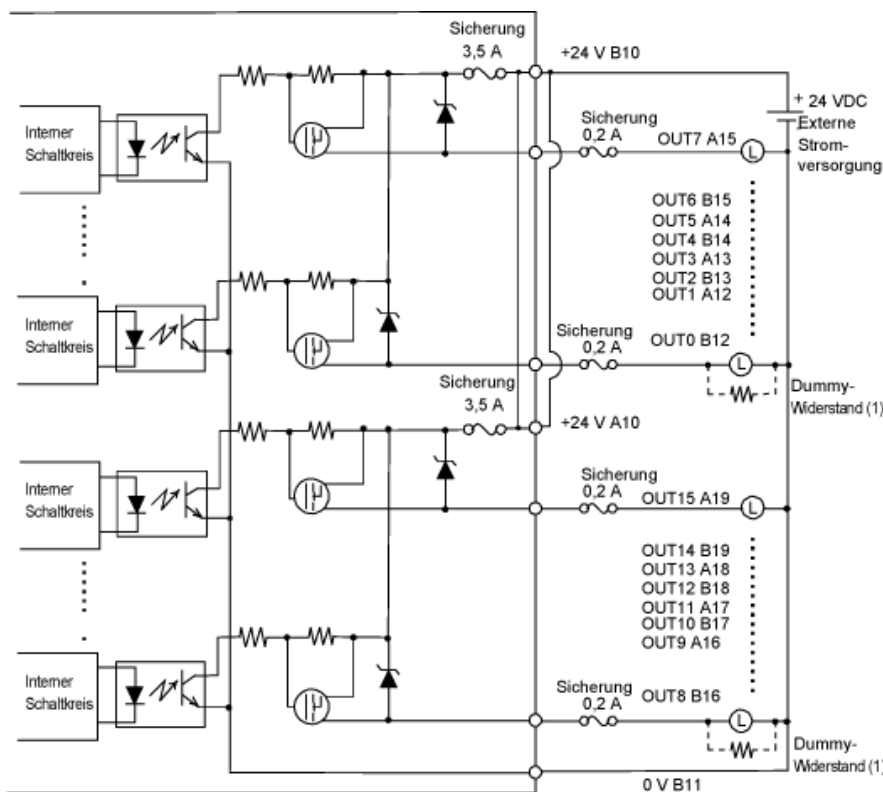 Sicherung
3,5 A
+24 V B10
+ 24 VDC
Externe
Strom-
versorgung
Interner
Schaltkreis
Sicherung
0,2 A
OUT7 A15
L
OUT6 B15
OUT5 A14
OUT4 B14
OUT3 A13
OUT2 B13
OUT1 A12
Interner
Schaltkreis
Sicherung
0,2 A
OUT0 B12
L
Dummy-
Widerstand (1)
Sicherung
3,5 A
+24 V A10
Interner
Schaltkreis
Sicherung
0,2 A
OUT15 A19
L
OUT14 B19
OUT13 A18
OUT12 B18
OUT11 A17
OUT10 B17
OUT9 A16
Interner
Schaltkreis
Sicherung
0,2 A
OUT8 B16
L
Dummy-
Widerstand (1)
0 V B11